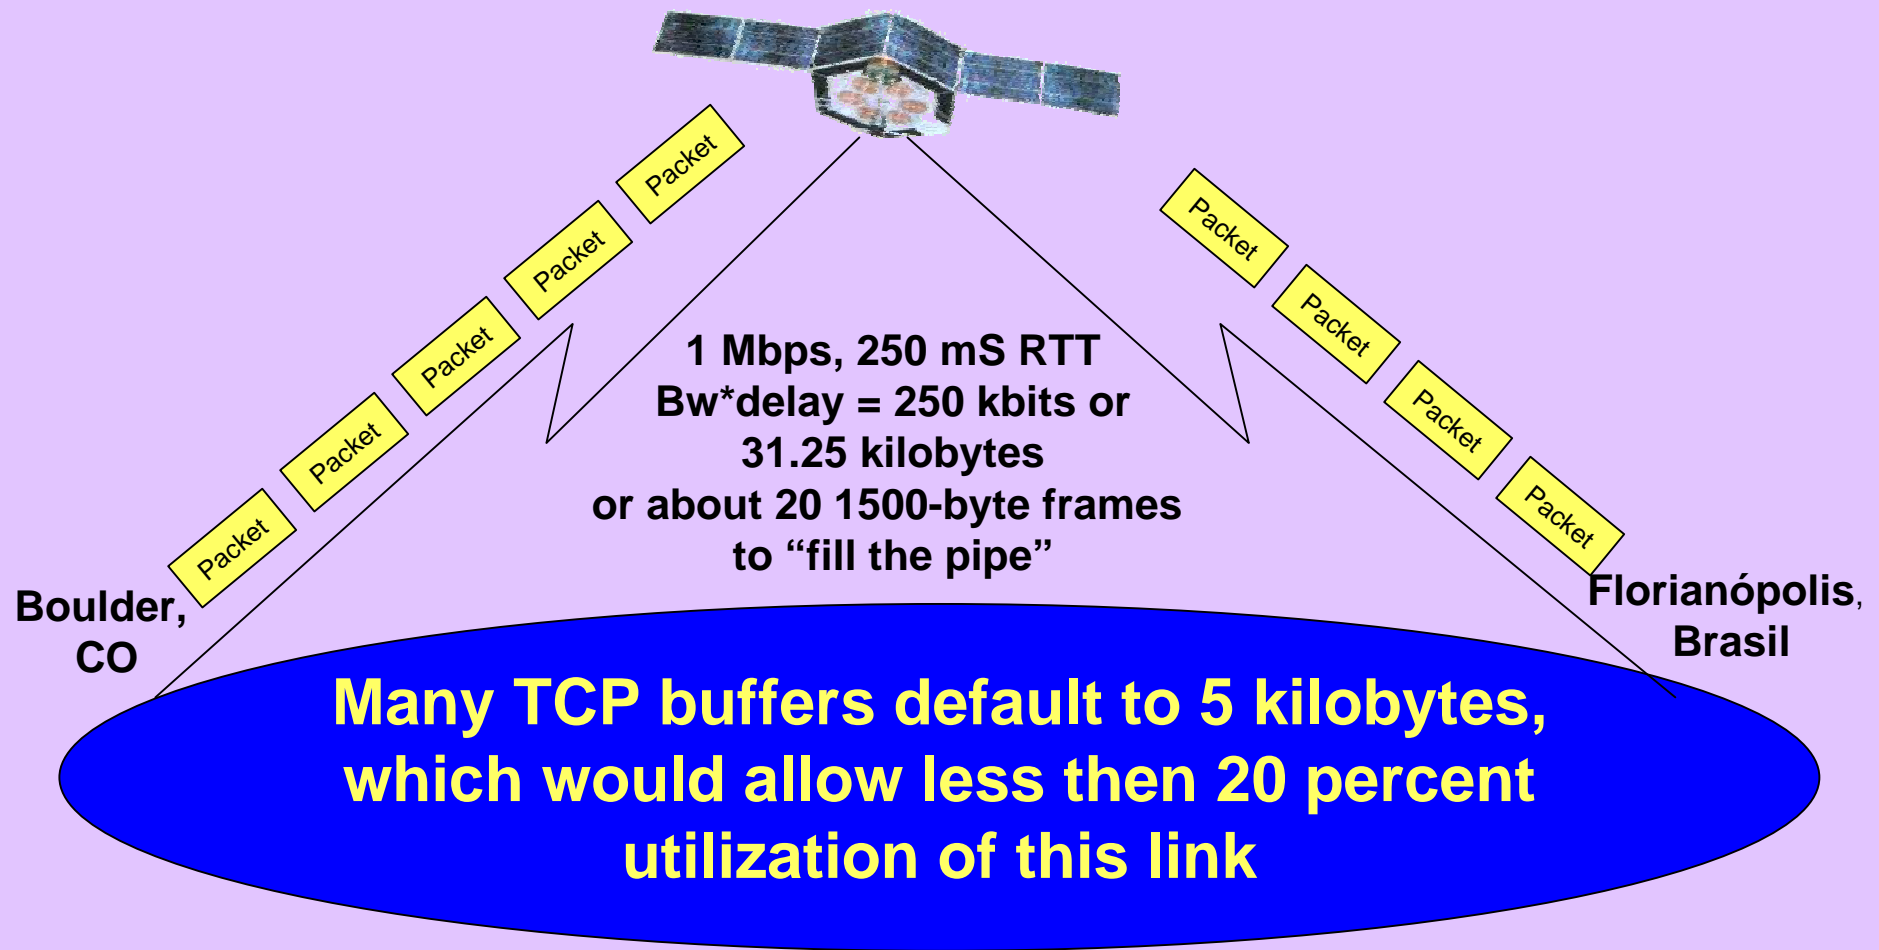 Packet
Packet
Packet
Packet
Packet
Packet
Packet
Packet
Packet
1 Mbps, 250 mS RTT
Bw*delay = 250 kbits or
31.25 kilobytes
or about 20 1500-byte frames
to “fill the pipe”
Boulder,
CO
Florianópolis,
Brasil
Many TCP buffers default to 5 kilobytes,
which would allow less then 20 percent
utilization of this link